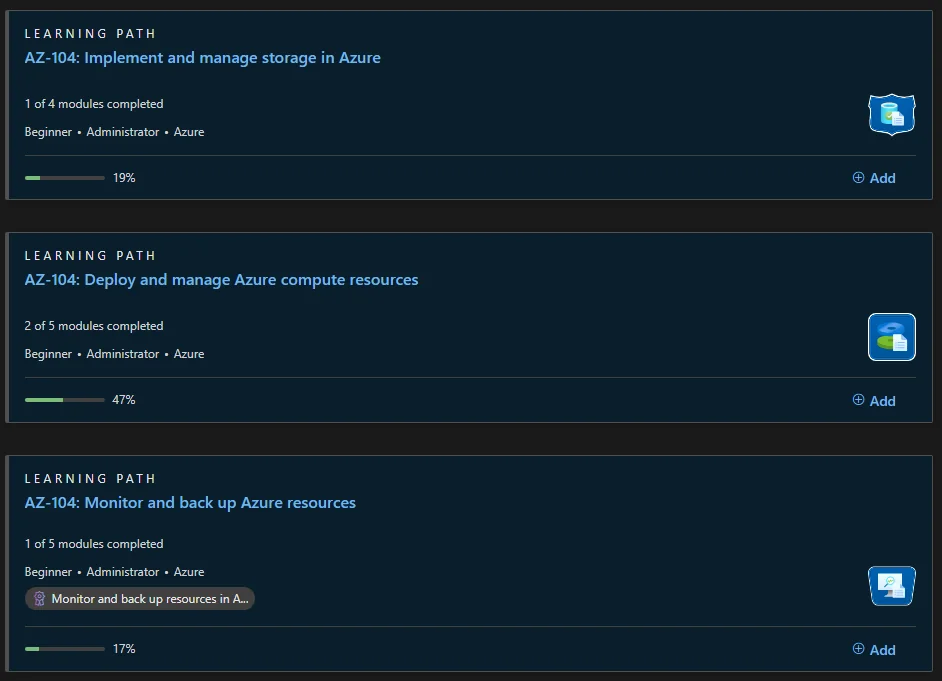 LEARNING PATH
AZ-104: Implement and manage storage in Azure
1 of 4 modules completed
Beginner • Administrator • Azure
19%
Add
LEARNING PATH
AZ-104: Deploy and manage Azure compute resources
2 of 5 modules completed
Beginner • Administrator • Azure
47%
Add
LEARNING PATH
AZ-104: Monitor and back up Azure resources
1 of 5 modules completed
Beginner • Administrator • Azure
Monitor and back up resources in A...
17%
Add